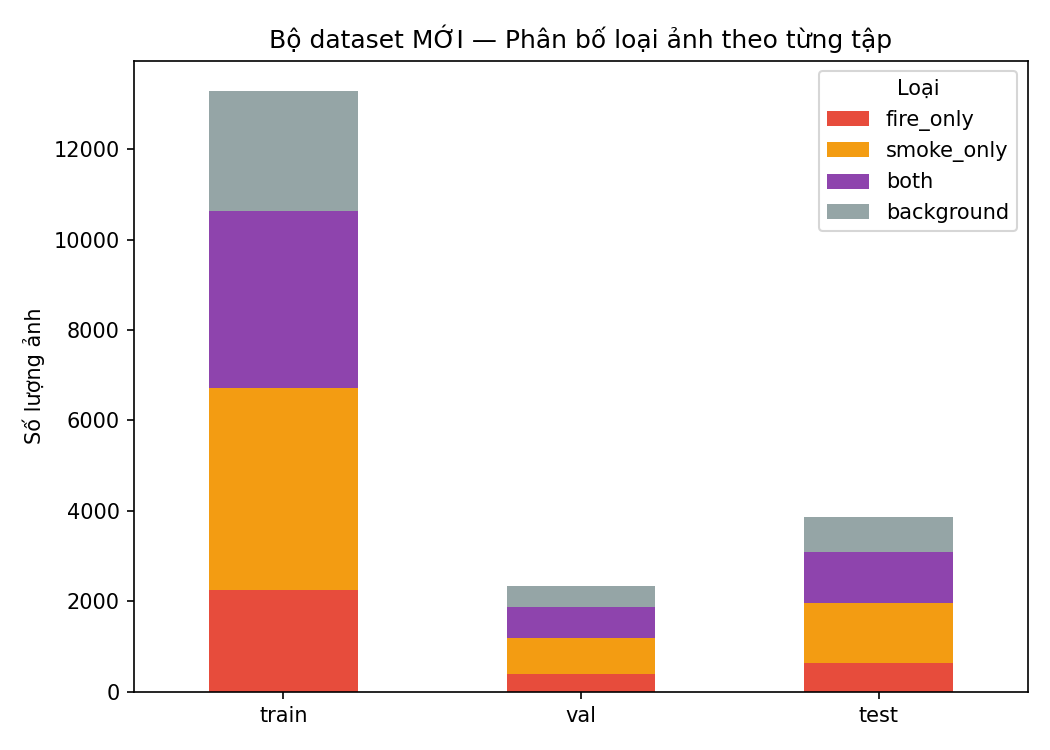 Bộ dataset MỚI — Phân bố loại ảnh theo từng tập
Loại
fire_only
smoke_only
both
background
Số lượng ảnh
12000
10000
8000
6000
4000
2000
0
train
val
test